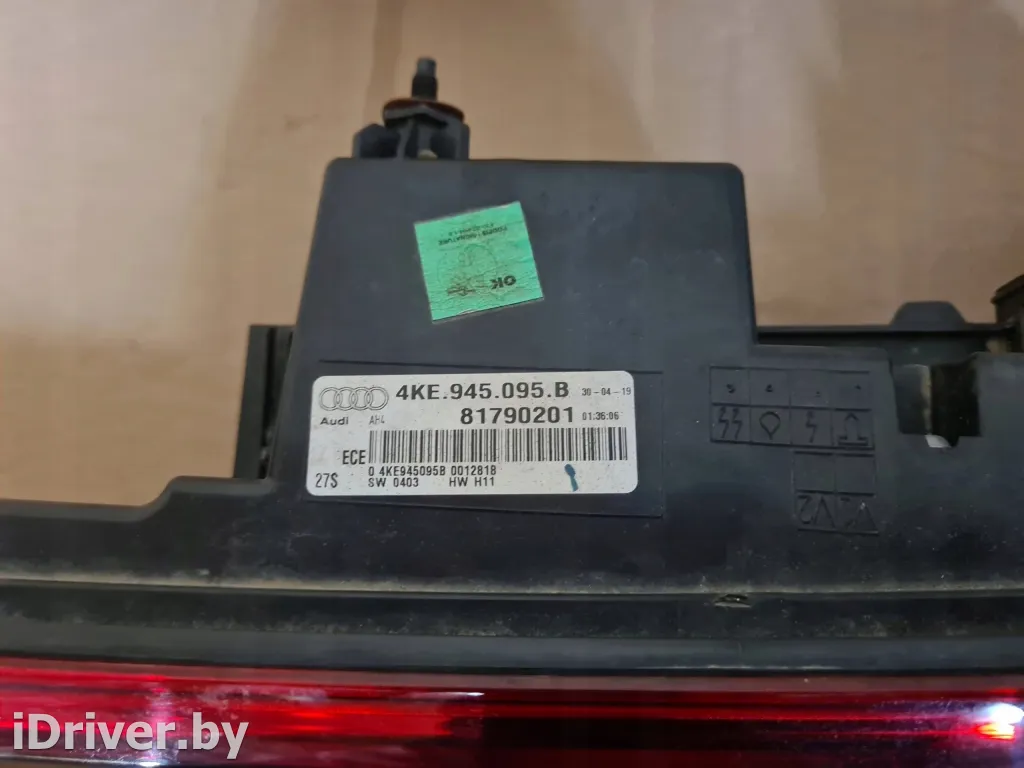 OK
4KE.945.095.B 30-04-19
Audi AH4 81790201 01:36:06
ECE
0 4KE945095B 001281B
27S SW 0403 HW H11
iDriver.by